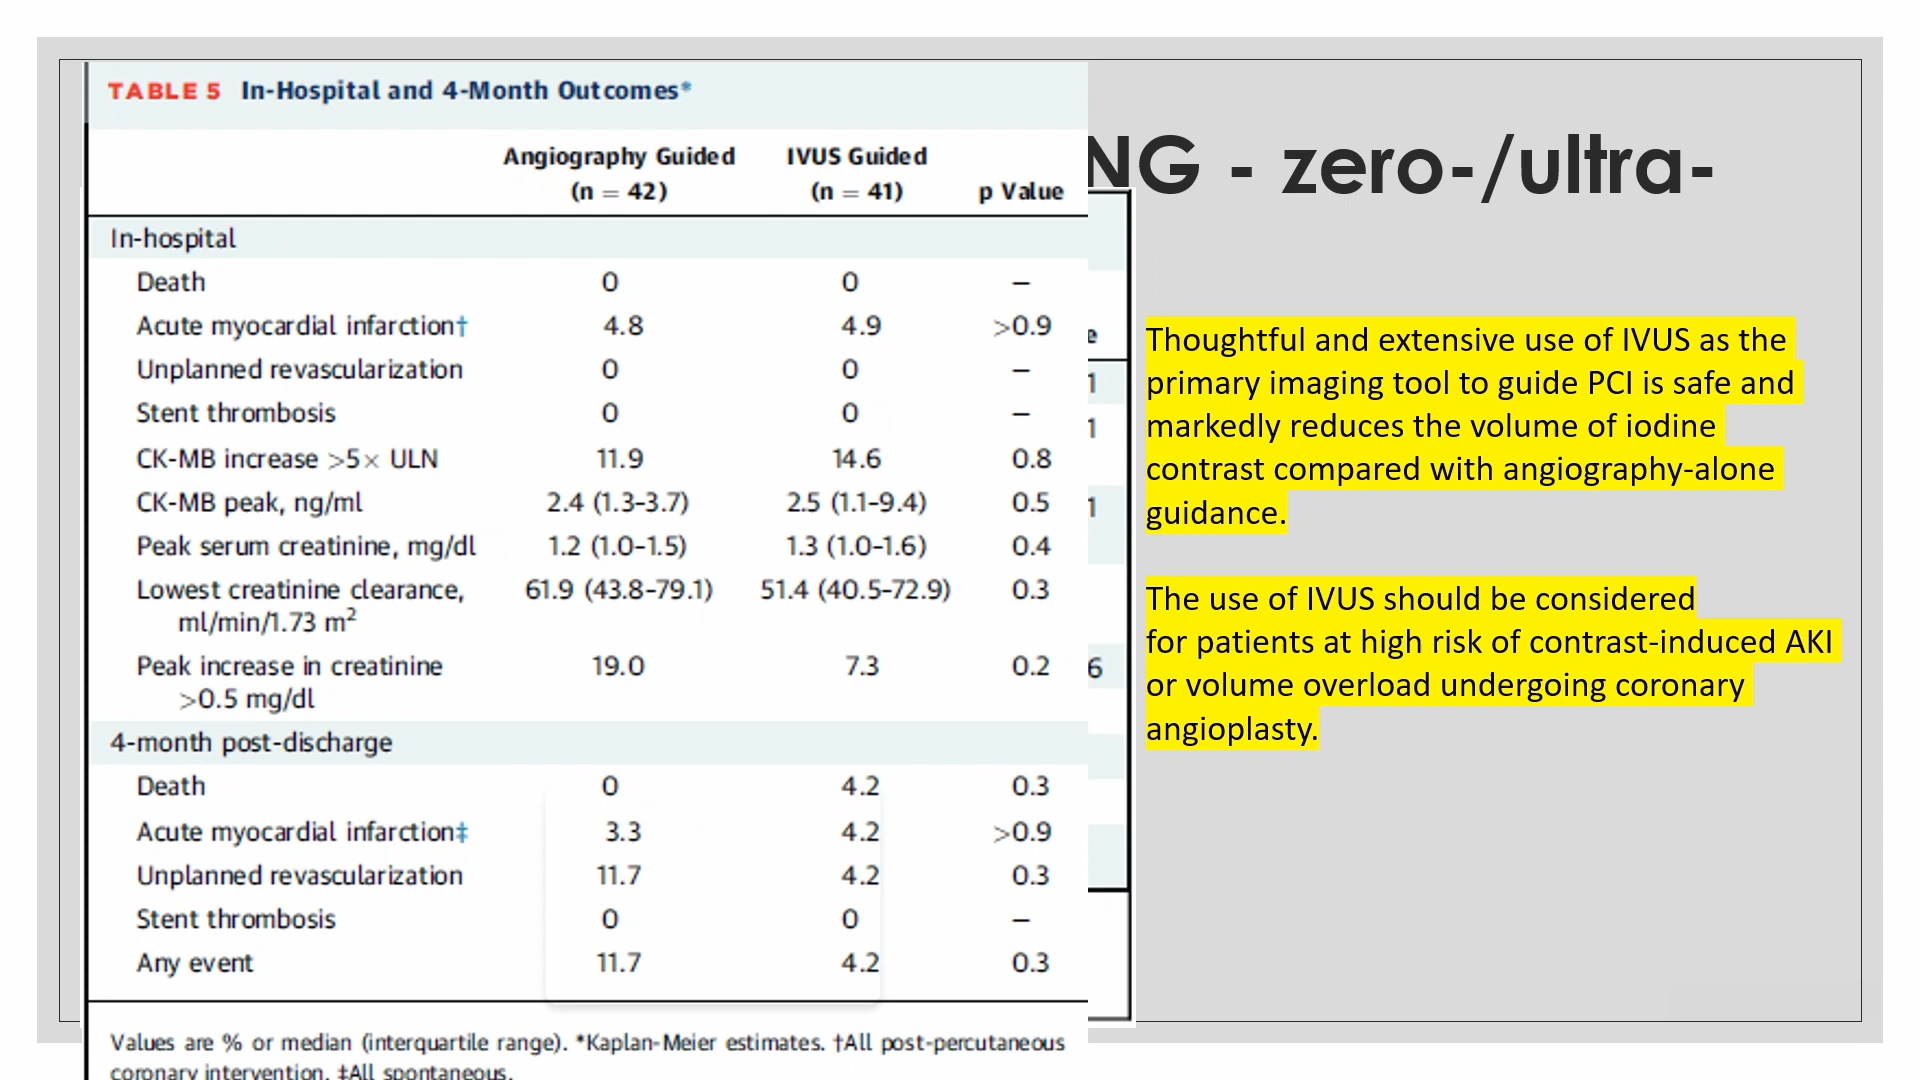 TABLE 5 In-Hospital and 4-Month Outcomes*
NG - zero-/ultra-
Angiography Guided IVUS Guided
(n = 42) (n = 41) p Value
In-hospital
Death 0 0 –
Acute myocardial infarction† 4.8 4.9 >0.9
Unplanned revascularization 0 0 –
Stent thrombosis 0 0 –
CK-MB increase >5× ULN 11.9 14.6 0.8
CK-MB peak, ng/ml 2.4 (1.3–3.7) 2.5 (1.1–9.4) 0.5
Peak serum creatinine, mg/dl 1.2 (1.0–1.5) 1.3 (1.0–1.6) 0.4
Lowest creatinine clearance, 61.9 (43.8–79.1) 51.4 (40.5–72.9) 0.3
ml/min/1.73 m²
Peak increase in creatinine 19.0 7.3 0.2
>0.5 mg/dl
4-month post-discharge
Death 0 4.2 0.3
Acute myocardial infarction‡ 3.3 4.2 >0.9
Unplanned revascularization 11.7 4.2 0.3
Stent thrombosis 0 0 –
Any event 11.7 4.2 0.3
Values are % or median (interquartile range). *Kaplan-Meier estimates. †All post-percutaneous
coronary intervention. ‡All spontaneous.
e
1
1
1
6
Thoughtful and extensive use of IVUS as the
primary imaging tool to guide PCI is safe and
markedly reduces the volume of iodine
contrast compared with angiography-alone
guidance.
The use of IVUS should be considered
for patients at high risk of contrast-induced AKI
or volume overload undergoing coronary
angioplasty.